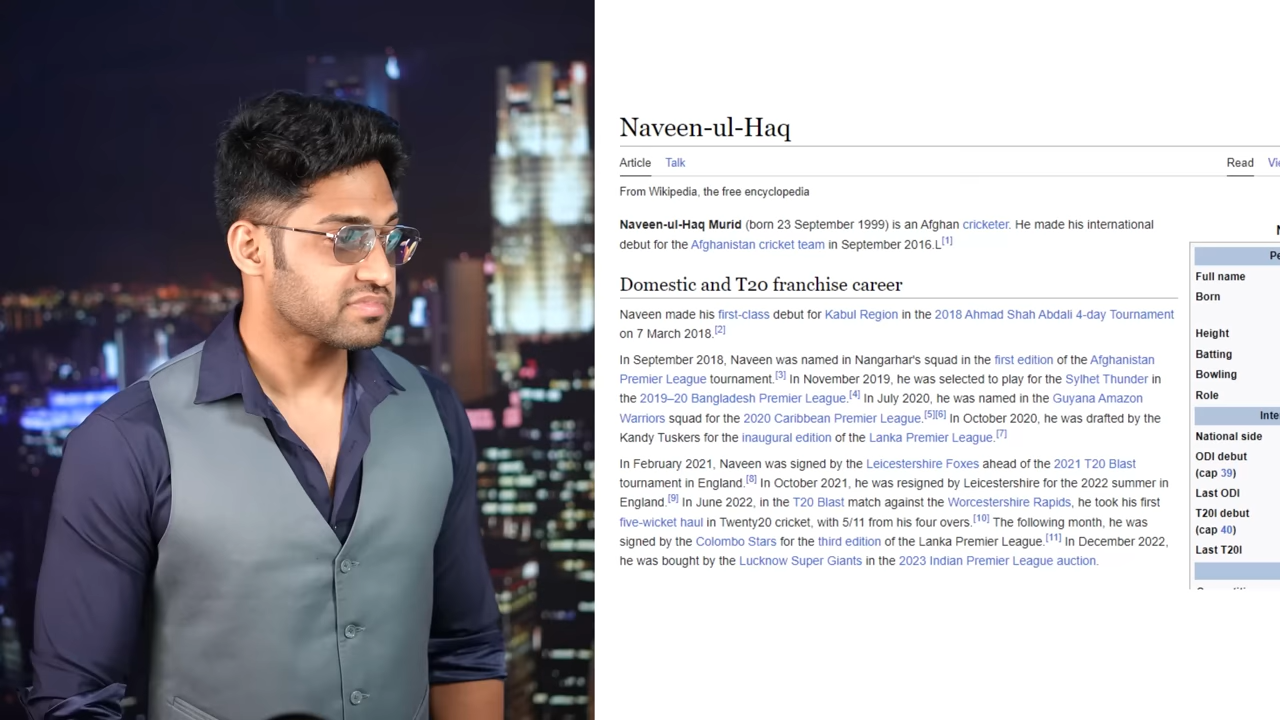 Naveen-ul-Haq
Article Talk Read
From Wikipedia, the free encyclopedia
Naveen-ul-Haq Murid (born 23 September 1999) is an Afghan cricketer. He made his international
debut for the Afghanistan cricket team in September 2016.L[1]
Domestic and T20 franchise career
Naveen made his first-class debut for Kabul Region in the 2018 Ahmad Shah Abdali 4-day Tournament
on 7 March 2018.[2]
In September 2018, Naveen was named in Nangarhar's squad in the first edition of the Afghanistan
Premier League tournament.[3] In November 2019, he was selected to play for the Sylhet Thunder in
the 2019–20 Bangladesh Premier League.[4] In July 2020, he was named in the Guyana Amazon
Warriors squad for the 2020 Caribbean Premier League.[5][6] In October 2020, he was drafted by the
Kandy Tuskers for the inaugural edition of the Lanka Premier League.[7]
In February 2021, Naveen was signed by the Leicestershire Foxes ahead of the 2021 T20 Blast
tournament in England.[8] In October 2021, he was resigned by Leicestershire for the 2022 summer in
England.[9] In June 2022, in the T20 Blast match against the Worcestershire Rapids, he took his first
five-wicket haul in Twenty20 cricket, with 5/11 from his four overs.[10] The following month, he was
signed by the Colombo Stars for the third edition of the Lanka Premier League.[11] In December 2022,
he was bought by the Lucknow Super Giants in the 2023 Indian Premier League auction.
Full name
Born
Height
Batting
Bowling
Role
National side
ODI debut
(cap 39)
Last ODI
T20I debut
(cap 40)
Last T20I